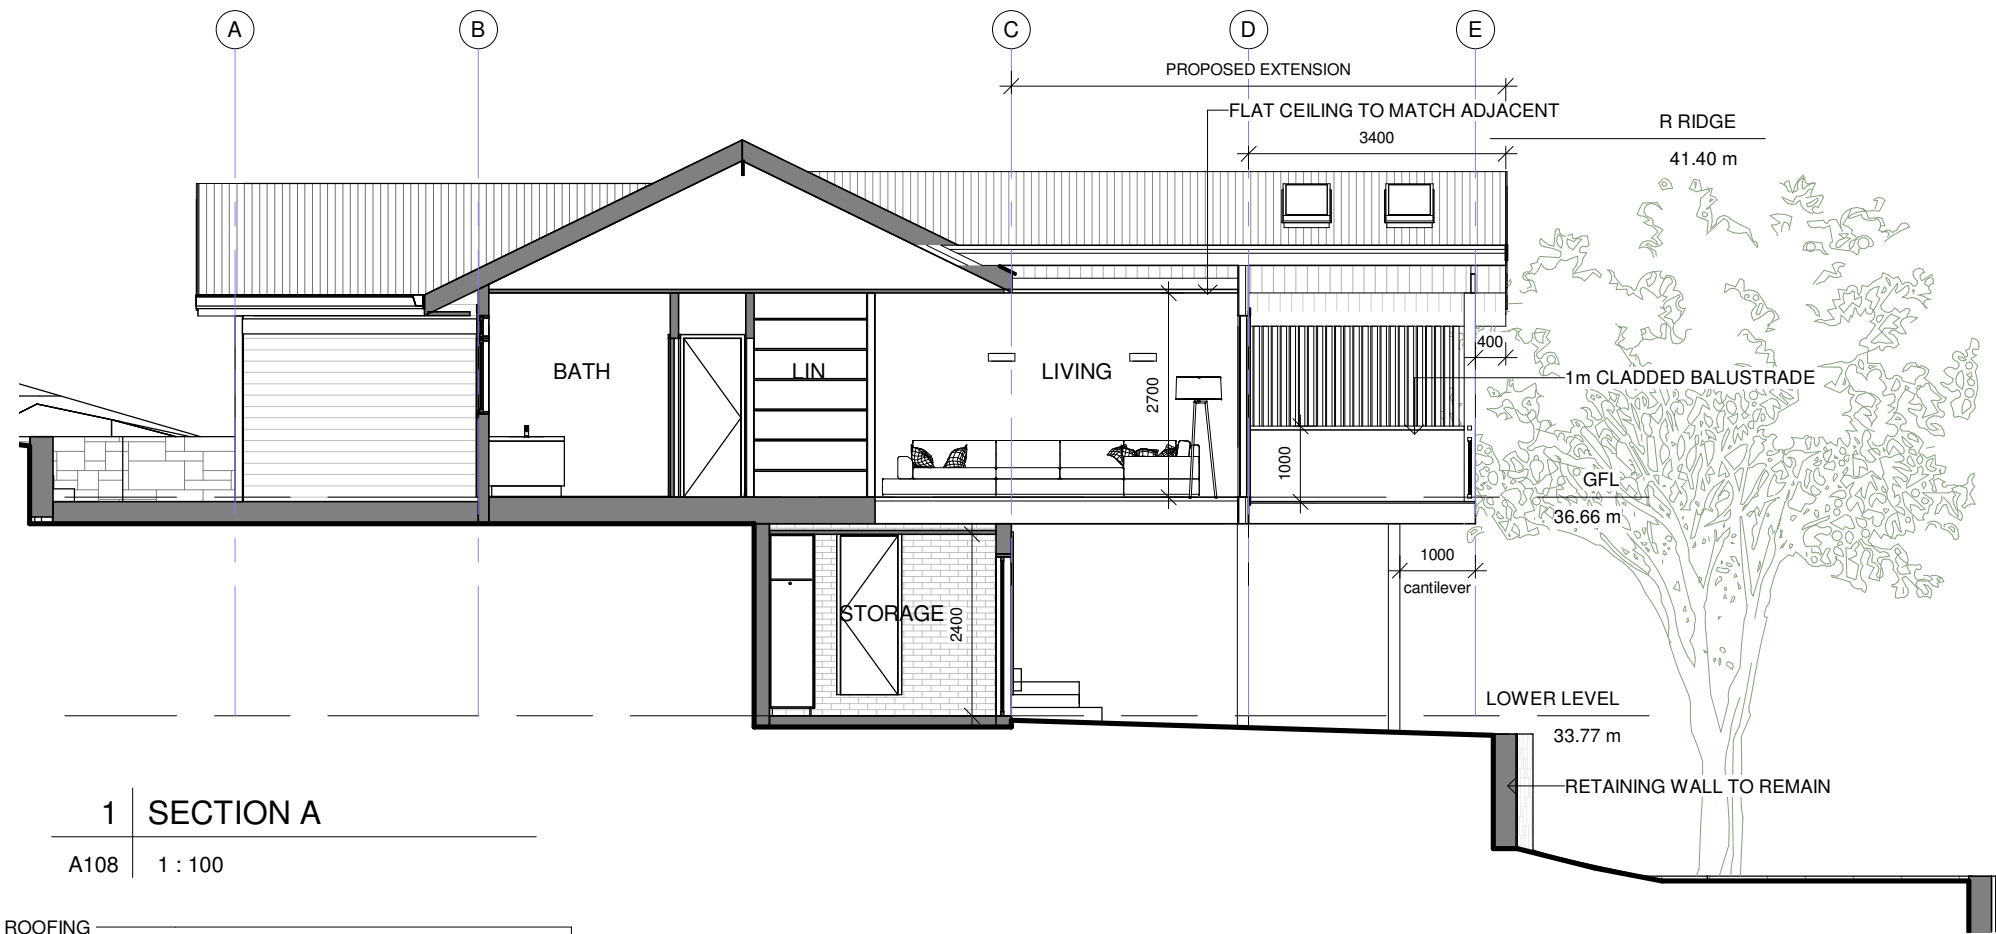 A B C D E
PROPOSED EXTENSION
FLAT CEILING TO MATCH ADJACENT
R RIDGE
3400
41.40 m
400
BATH LIN LIVING
1m CLADDED BALUSTRADE
2700
1000
GFL
36.66 m
1000
cantilever
STORAGE
2400
LOWER LEVEL
33.77 m
RETAINING WALL TO REMAIN
1 SECTION A
A108 1 : 100
ROOFING